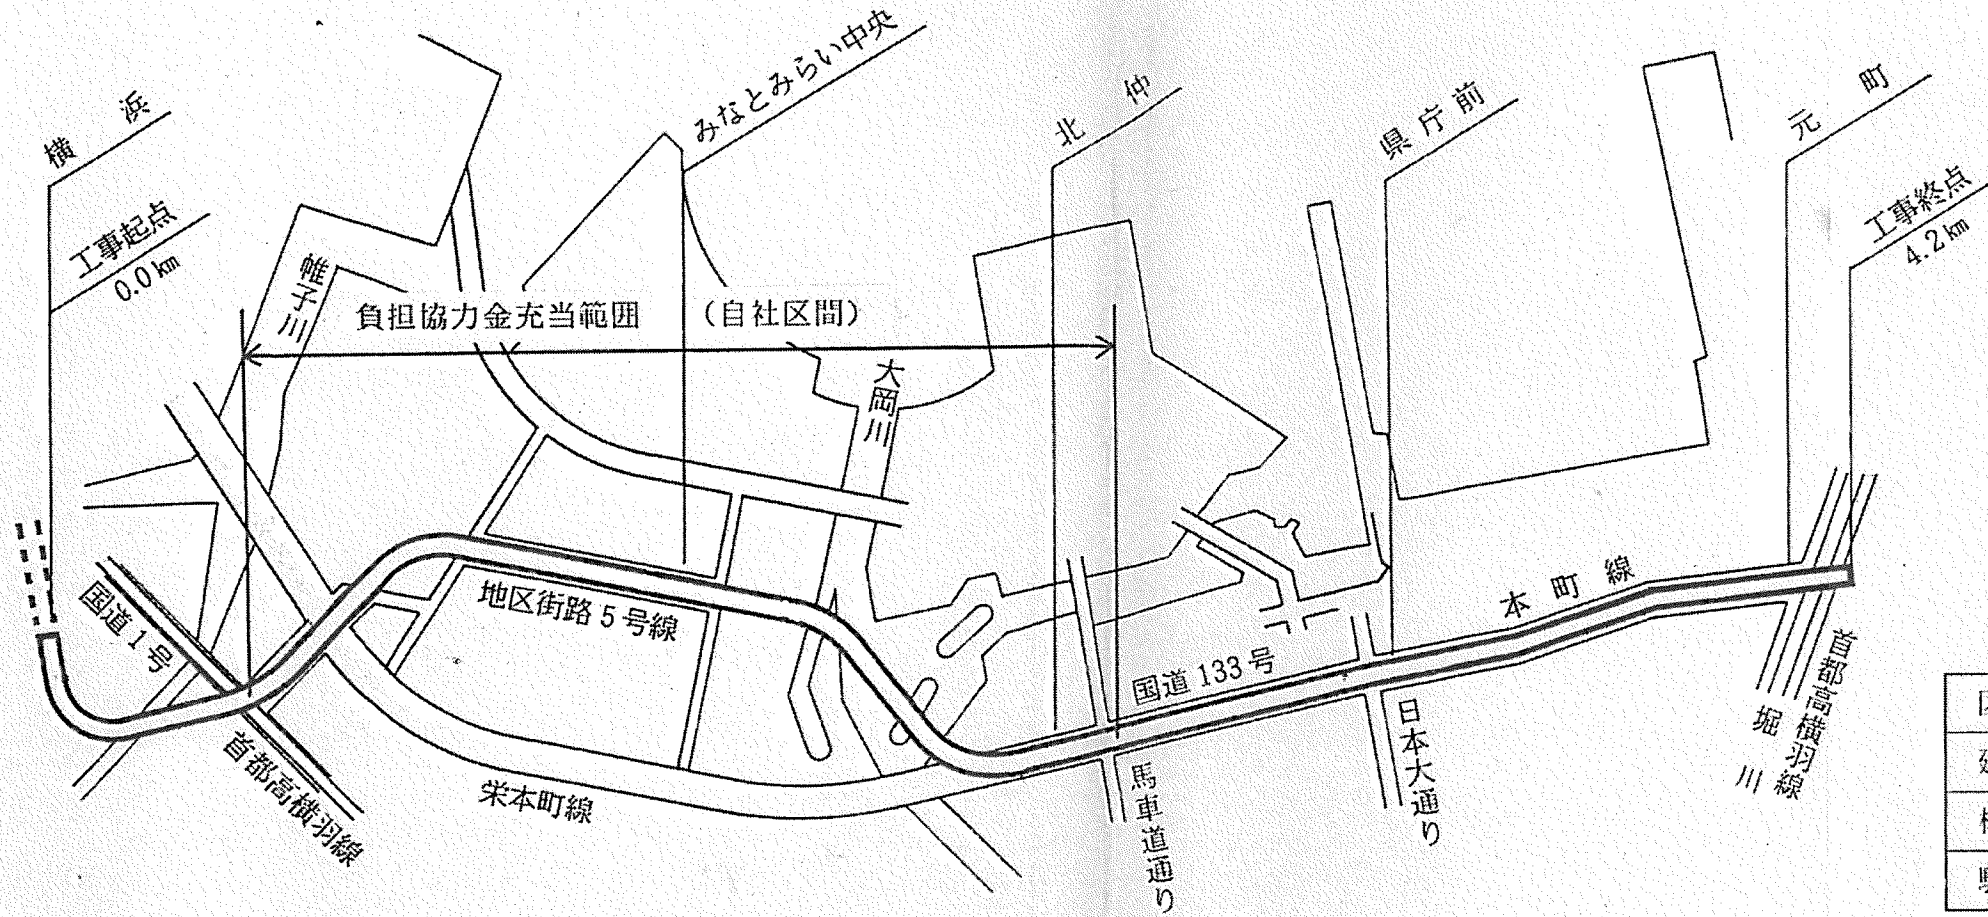 横浜
工事起点
0.0㎞
帷子川
負担協力金充当範囲　（自社区間）
みなとみらい中央
大岡川
北仲
県庁前
元町
工事終点
4.2㎞
国道1号
首都高横羽線
地区街路5号線
栄本町線
国道133号
馬車道通り
日本大通り
本町線
首都高横羽線
堀川